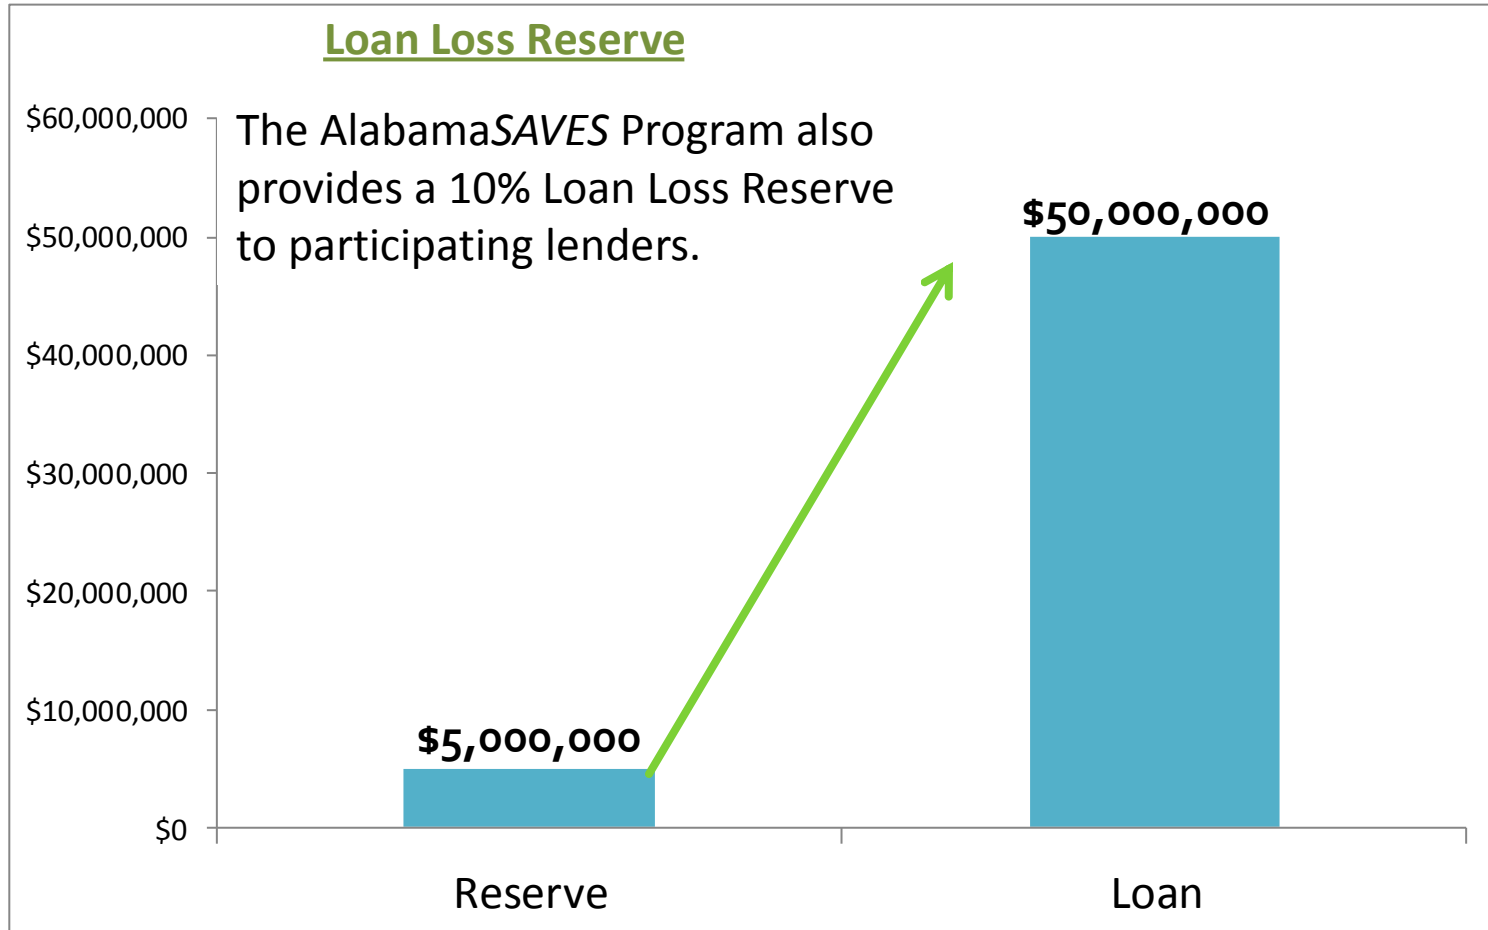 Loan Loss Reserve
The AlabamaSAVES Program also
provides a 10% Loan Loss Reserve
to participating lenders.
$60,000,000
$50,000,000
$40,000,000
$30,000,000
$20,000,000
$10,000,000
$0
$5,000,000
$50,000,000
Reserve
Loan